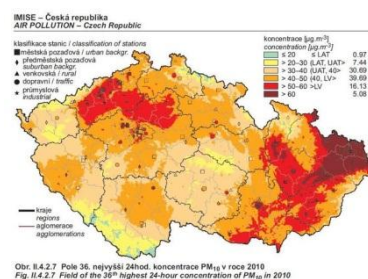 IMISE – Česká republika
AIR POLLUTION – Czech Republic
klasifikace stanic / classification of stations
městská pozaďová / urban backgr.
předměstská pozaďová
suburban backgr.
venkovská / rural
dopravní / traffic
průmyslová
industrial
koncentrace [µg.m-3]
concentration [µg.m-3]
≤ 20 ≤ LAT 0.97
> 20–30 (LAT, UAT> 7.44
> 30–40 (UAT, 40> 30.69
> 40–50 (40, LV> 39.69
> 50–60 >LV 16.13
> 60 5.08
kraje
regions
aglomerace
agglomerations
Obr. II.4.2.7 Pole 36. nejvyšší 24hod. koncentrace PM10 v roce 2010
Fig. II.4.2.7 Field of the 36th highest 24-hour concentration of PM10 in 2010